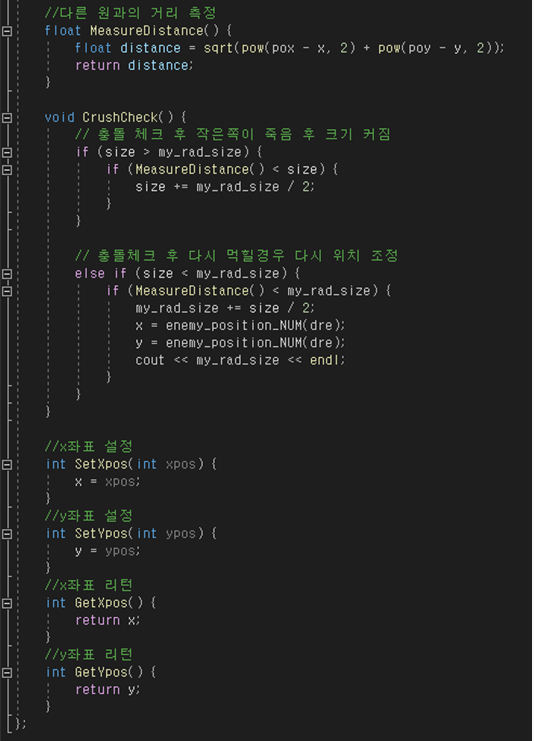 //다른 원과의 거리 측정
float MeasureDistance() {
float distance = sqrt(pow(pox - x, 2) + pow(poy - y, 2));
return distance;
}
void CrushCheck() {
// 충돌 체크 후 작은쪽이 죽음 후 크기 커짐
if (size > my_rad_size) {
if (MeasureDistance() < size) {
size += my_rad_size / 2;
}
}
// 충돌체크 후 다시 먹힐경우 다시 위치 조정
else if (size < my_rad_size) {
if (MeasureDistance() < my_rad_size) {
my_rad_size += size / 2;
x = enemy_position_NUM(dre);
y = enemy_position_NUM(dre);
cout << my_rad_size << endl;
}
}
}
//x좌표 설정
int SetXpos(int xpos) {
x = xpos;
}
//y좌표 설정
int SetYpos(int ypos) {
y = ypos;
}
//x좌표 리턴
int GetXpos() {
return x;
}
//y좌표 리턴
int GetYpos() {
return y;
}
};